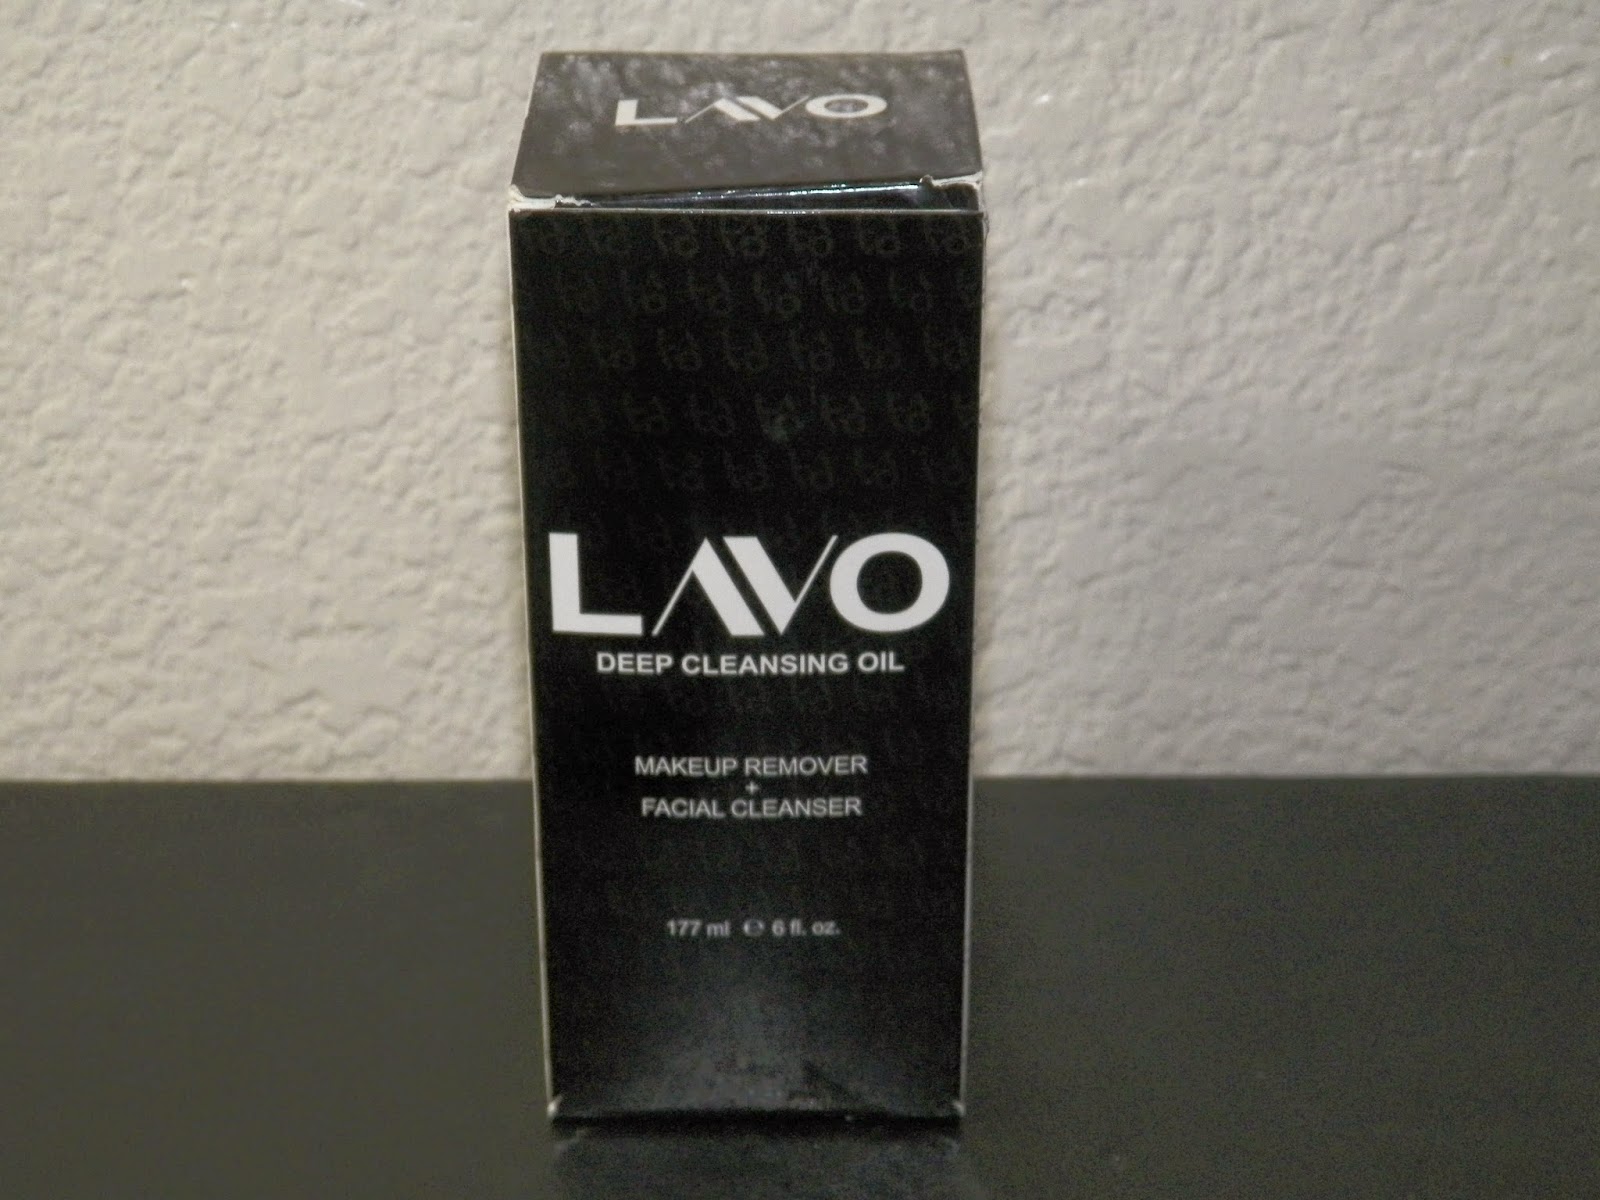 LAVO
LAVO
DEEP CLEANSING OIL
MAKEUP REMOVER
+
FACIAL CLEANSER
177 ml ℮ 6 fl. oz.